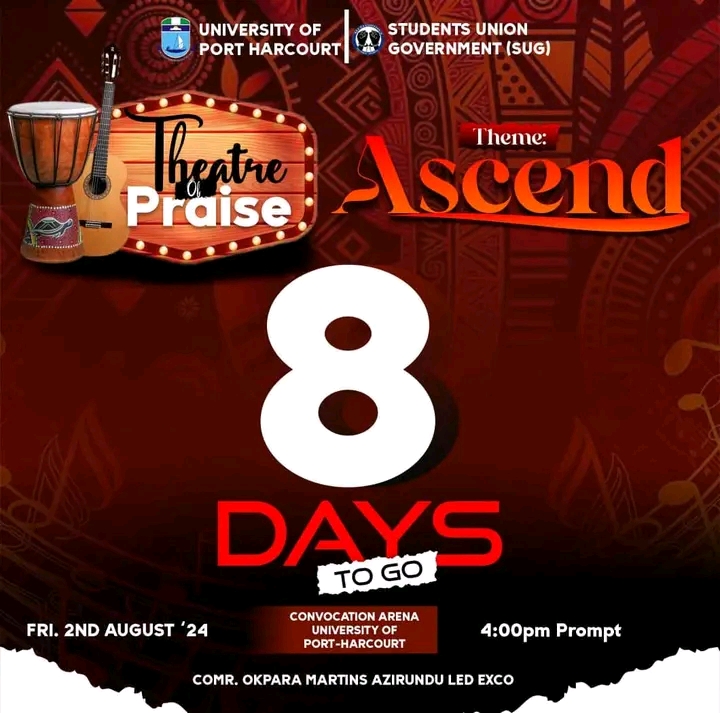 UNIVERSITY OF
PORT HARCOURT
STUDENTS UNION
GOVERNMENT (SUG)
Theatre
Of
Praise
Theme:
Ascend
8
DAYS
TO GO
FRI. 2ND AUGUST '24
CONVOCATION ARENA
UNIVERSITY OF
PORT-HARCOURT
4:00pm Prompt
COMR. OKPARA MARTINS AZIRUNDU LED EXCO